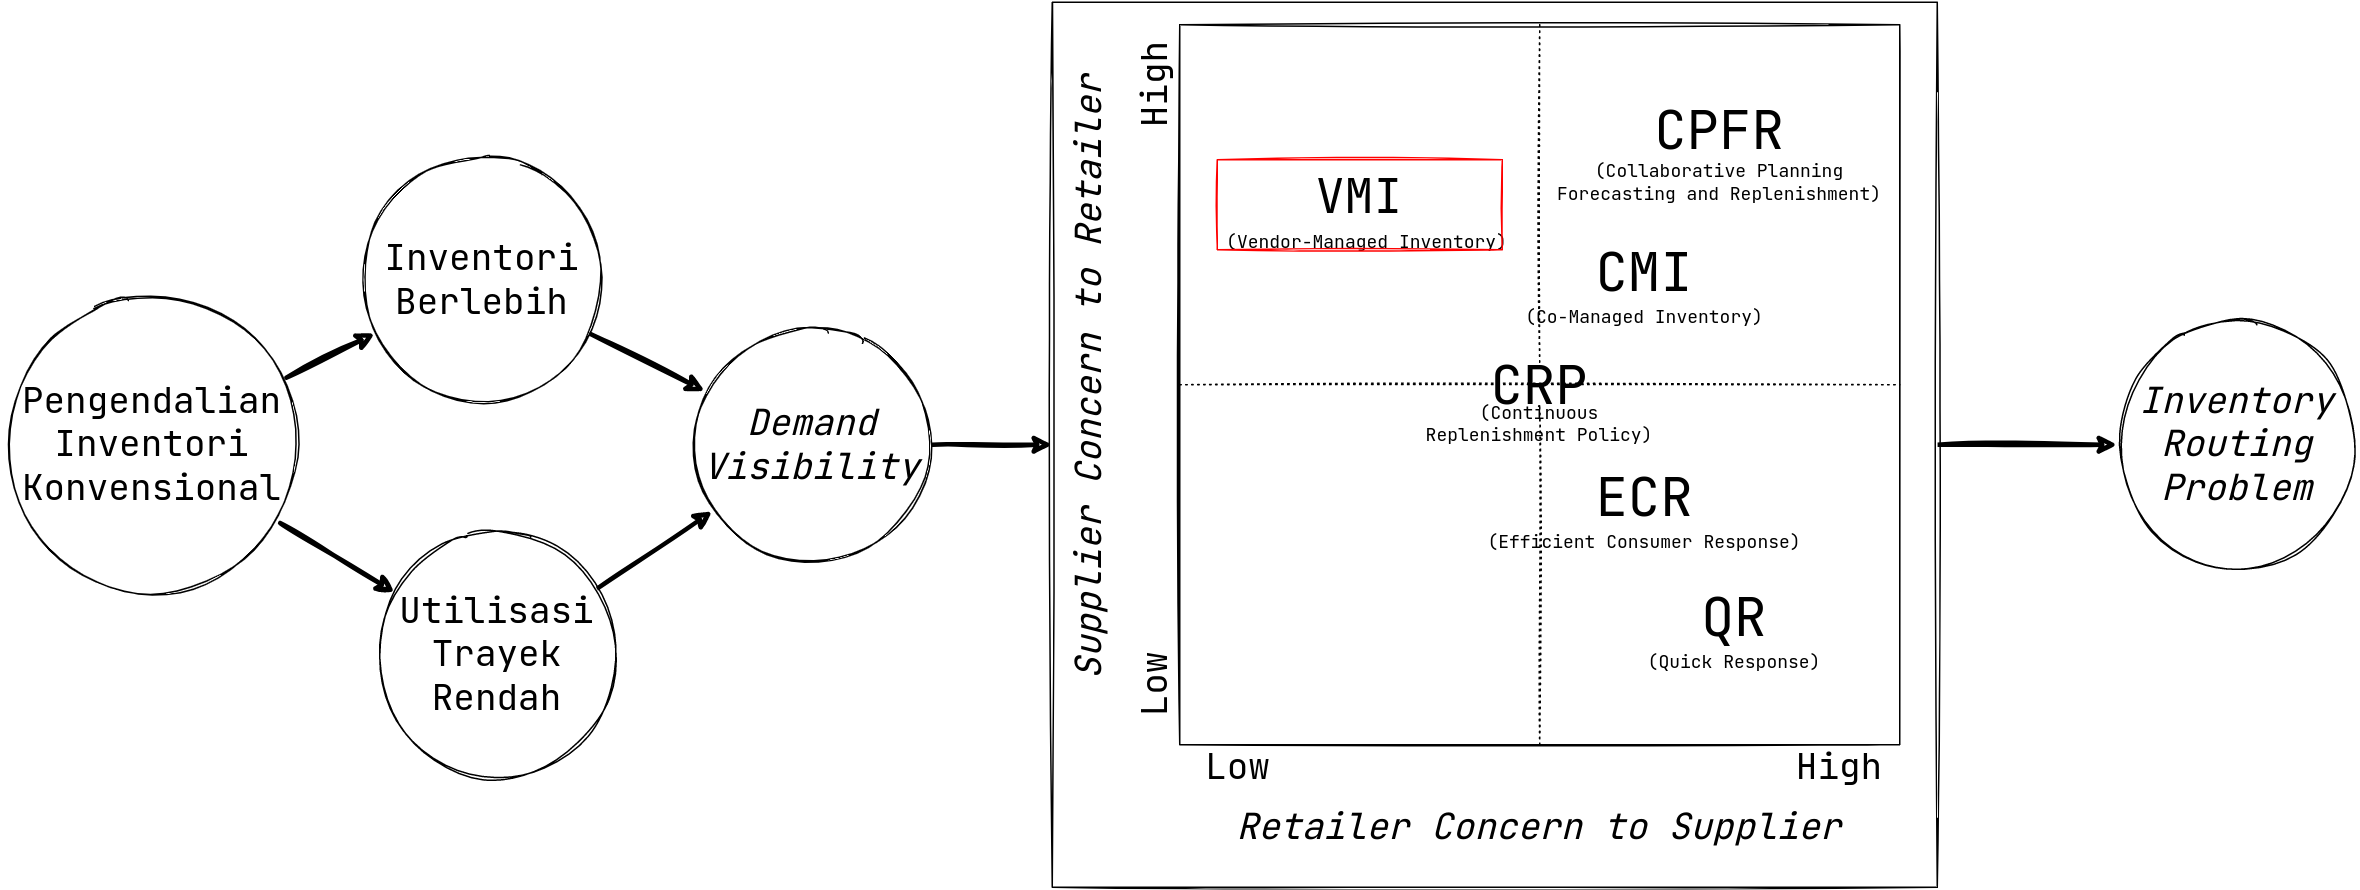 Pengendalian
Inventori
Konvensional
Inventori
Berlebih
Utilisasi
Trayek
Rendah
Demand
Visibility
Supplier Concern to Retailer
High
Low
VMI
(Vendor-Managed Inventory)
CPFR
(Collaborative Planning
Forecasting and Replenishment)
CMI
(Co-Managed Inventory)
CRP
(Continuous
Replenishment Policy)
ECR
(Efficient Consumer Response)
QR
(Quick Response)
Low
High
Retailer Concern to Supplier
Inventory
Routing
Problem